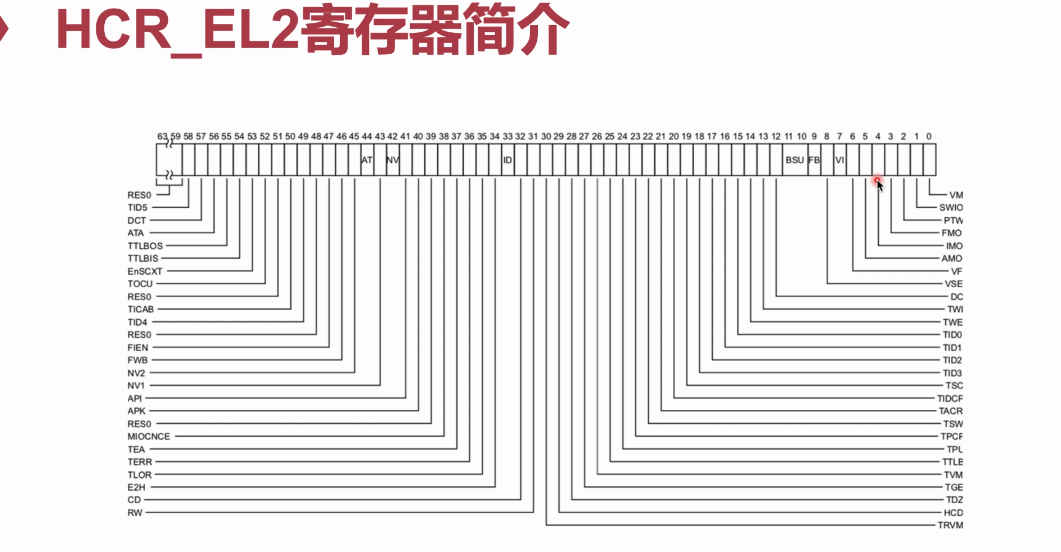 HCR_EL2寄存器简介
63 59 58 57 56 55 54 53 52 51 50 49 48 47 46 45 44 43 42 41 40 39 38 37 36 35 34 33 32 31 30 29 28 27 26 25 24 23 22 21 20 19 18 17 16 15 14 13 12 11 10 9 8 7 6 5 4 3 2 1 0
AT NV ID BSU FB VI
RES0
TID5
DCT
ATA
TTLBOS
TTLBIS
EnSCXT
TOCU
RES0
TICAB
TID4
RES0
FIEN
FWB
NV2
NV1
API
APK
RES0
MIOCNCE
TEA
TERR
TLOR
E2H
CD
RW
VM
SWIO
PTW
FMO
IMO
AMO
VF
VSE
DC
TWI
TWE
TID0
TID1
TID2
TID3
TSC
TIDCP
TACR
TSW
TPCP
TPU
TTLB
TVM
TGE
TDZ
HCD
TRVM